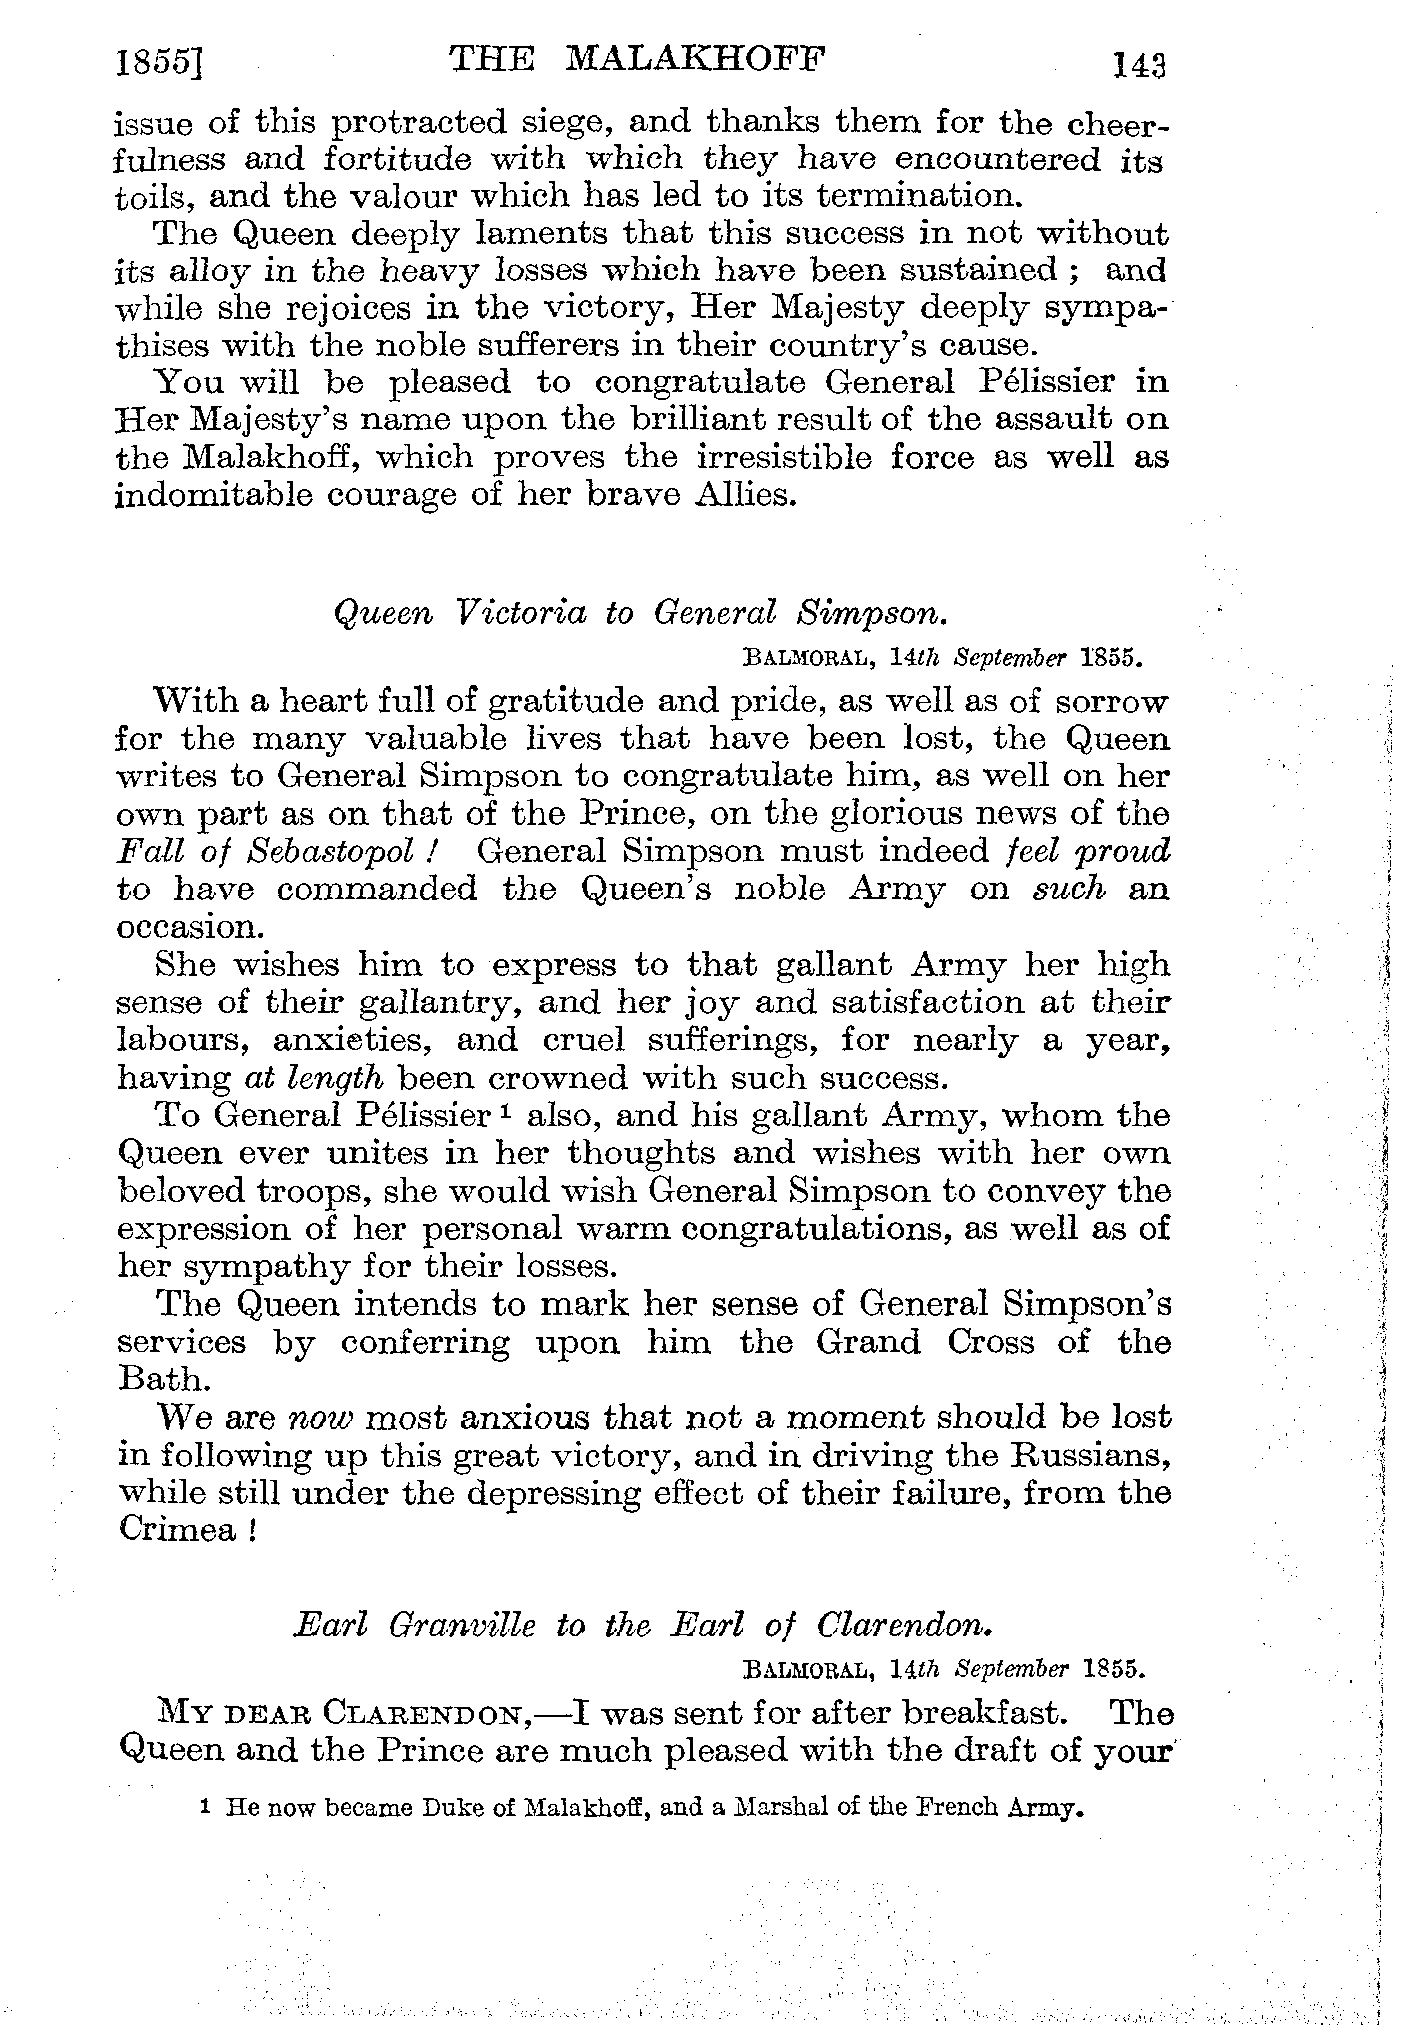 1855] THE MALAKHOFF 143
issue of this protracted siege, and thanks them for the cheer-
fulness and fortitude with which they have encountered its
toils, and the valour which has led to its termination.
The Queen deeply laments that this success in not without
its alloy in the heavy losses which have been sustained ; and
while she rejoices in the victory, Her Majesty deeply sympa-
thises with the noble sufferers in their country's cause.
You will be pleased to congratulate General Pélissier in
Her Majesty's name upon the brilliant result of the assault on
the Malakhoff, which proves the irresistible force as well as
indomitable courage of her brave Allies.
Queen Victoria to General Simpson.
BALMORAL, 14th September 1855.
With a heart full of gratitude and pride, as well as of sorrow
for the many valuable lives that have been lost, the Queen
writes to General Simpson to congratulate him, as well on her
own part as on that of the Prince, on the glorious news of the
Fall of Sebastopol ! General Simpson must indeed feel proud
to have commanded the Queen's noble Army on such an
occasion.
She wishes him to express to that gallant Army her high
sense of their gallantry, and her joy and satisfaction at their
labours, anxieties, and cruel sufferings, for nearly a year,
having at length been crowned with such success.
To General Pélissier 1 also, and his gallant Army, whom the
Queen ever unites in her thoughts and wishes with her own
beloved troops, she would wish General Simpson to convey the
expression of her personal warm congratulations, as well as of
her sympathy for their losses.
The Queen intends to mark her sense of General Simpson's
services by conferring upon him the Grand Cross of the
Bath.
We are now most anxious that not a moment should be lost
in following up this great victory, and in driving the Russians,
while still under the depressing effect of their failure, from the
Crimea !
Earl Granville to the Earl of Clarendon.
BALMORAL, 14th September 1855.
MY DEAR CLARENDON,—I was sent for after breakfast. The
Queen and the Prince are much pleased with the draft of your
1 He now became Duke of Malakhoff, and a Marshal of the French Army.